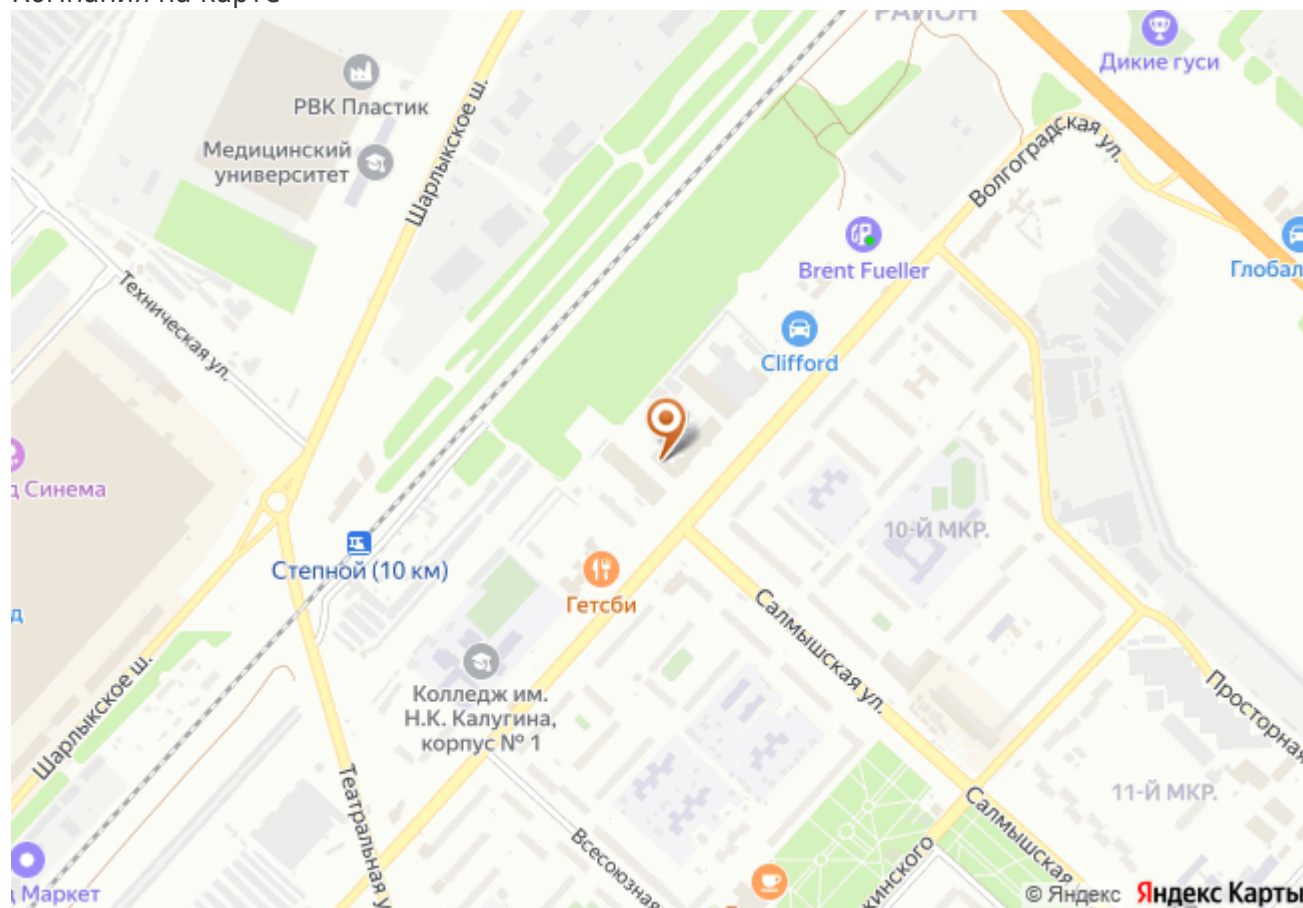 РАЙОН
Дикие гуси
РВК Пластик
Шарлыкское ш.
Медицинский
университет
Волгоградская ул.
Brent Fueller
Глобал
Техническая ул.
Clifford
д Синема
10-Й МКР.
Степной (10 км)
Гетсби
д
Салмышская ул.
Колледж им.
Н.К. Калугина,
корпус № 1
Шарлыкское ш.
Просторная
Театральная у
11-Й МКР.
Салмышская
Всесоюзная
кинского
д Маркет
© Яндекс Яндекс Карты